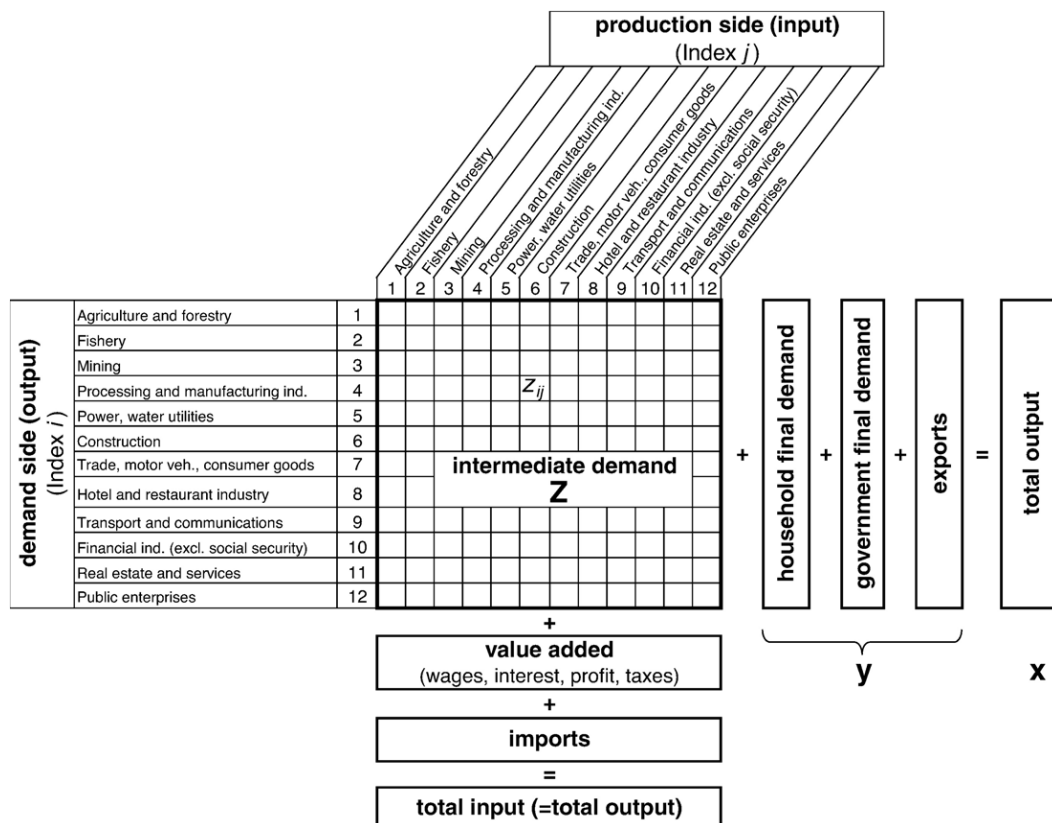 production side (input)
(Index j)
Agriculture and forestry
Fishery
Mining
Processing and manufacturing ind.
Power, water utilities
Construction
Trade, motor veh., consumer goods
Hotel and restaurant industry
Transport and communications
Financial ind. (excl. social security)
Real estate and services
Public enterprises
1 2 3 4 5 6 7 8 9 10 11 12
demand side (output)
(Index i)
Agriculture and forestry 1
Fishery 2
Mining 3
Processing and manufacturing ind. 4
Power, water utilities 5
Construction 6
Trade, motor veh., consumer goods 7
Hotel and restaurant industry 8
Transport and communications 9
Financial ind. (excl. social security) 10
Real estate and services 11
Public enterprises 12
zij
intermediate demand
Z
+
household final demand
+
government final demand
+
exports
=
total output
y
x
+
value added
(wages, interest, profit, taxes)
+
imports
=
total input (=total output)